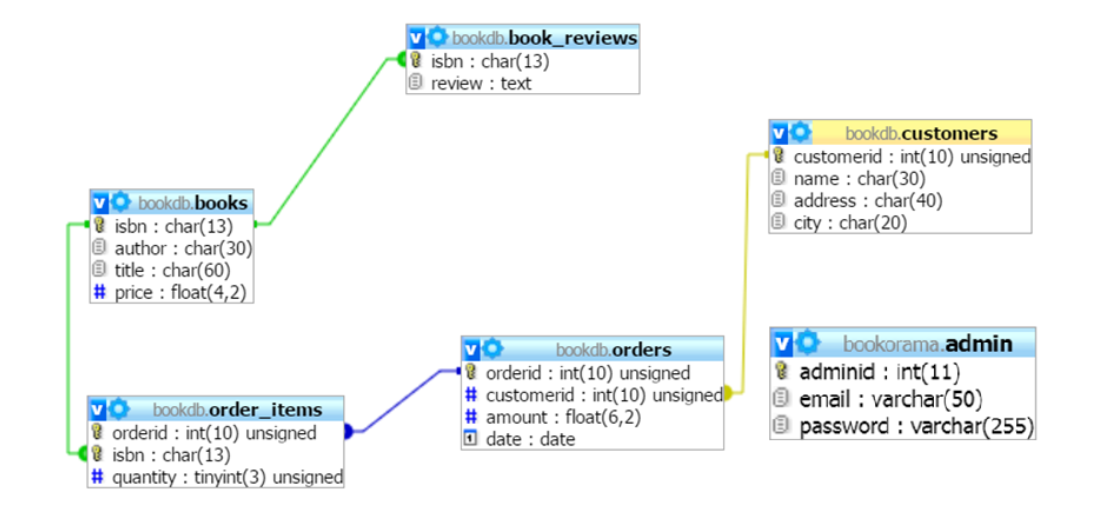 bookdb.book_reviews
isbn : char(13)
review : text
bookdb.customers
customerid : int(10) unsigned
name : char(30)
address : char(40)
city : char(20)
bookdb.books
isbn : char(13)
author : char(30)
title : char(60)
# price : float(4,2)
bookdb.orders
orderid : int(10) unsigned
# customerid : int(10) unsigned
# amount : float(6,2)
date : date
bookorama.admin
adminid : int(11)
email : varchar(50)
password : varchar(255)
bookdb.order_items
orderid : int(10) unsigned
isbn : char(13)
# quantity : tinyint(3) unsigned